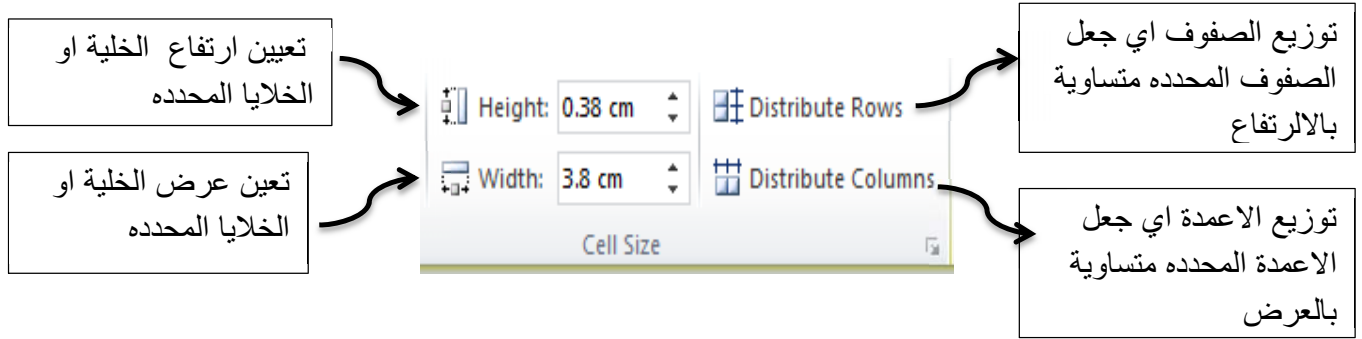 تعيين ارتفاع الخلية او
الخلايا المحدده
تعين عرض الخلية او
الخلايا المحدده
Height: 0.38 cm
Width: 3.8 cm
Distribute Rows
Distribute Columns
Cell Size
توزيع الصفوف اي جعل
الصفوف المحدده متساوية
بالالرتفاع
توزيع الاعمدة اي جعل
الاعمدة المحدده متساوية
بالعرض